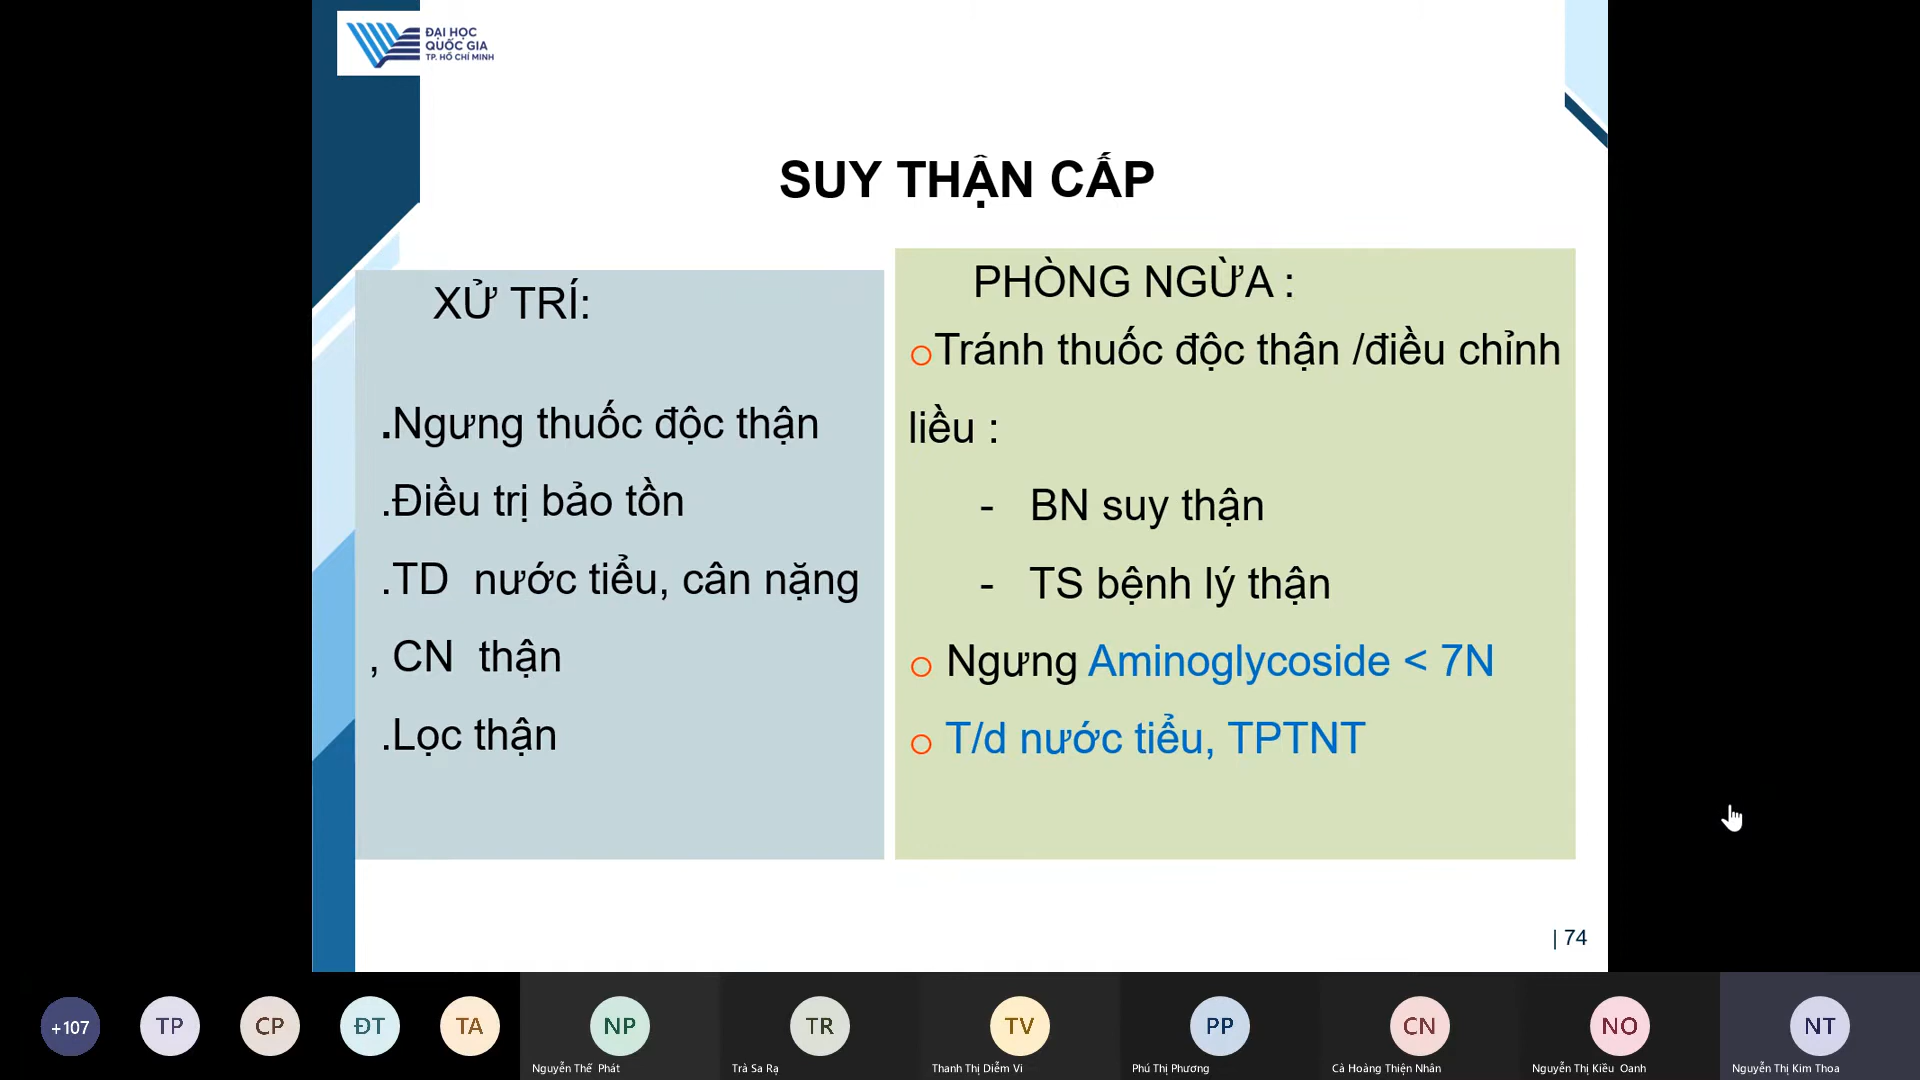 ĐẠI HỌC
QUỐC GIA
TP. HỒ CHÍ MINH
SUY THẬN CẤP
XỬ TRÍ:
.Ngưng thuốc độc thận
.Điều trị bảo tồn
.TD nước tiểu, cân nặng
, CN thận
.Lọc thận
PHÒNG NGỪA :
oTránh thuốc độc thận /điều chỉnh
liều :
- BN suy thận
- TS bệnh lý thận
o Ngưng Aminoglycoside < 7N
o T/d nước tiểu, TPTNT
| 74
+107
TP
CP
ĐT
TA
NP
TR
TV
PP
CN
NO
NT
Nguyễn Thế Phát
Trà Sa Rạ
Thanh Thị Diễm Vi
Phú Thị Phương
Cà Hoàng Thiện Nhân
Nguyễn Thị Kiều Oanh
Nguyễn Thị Kim Thoa